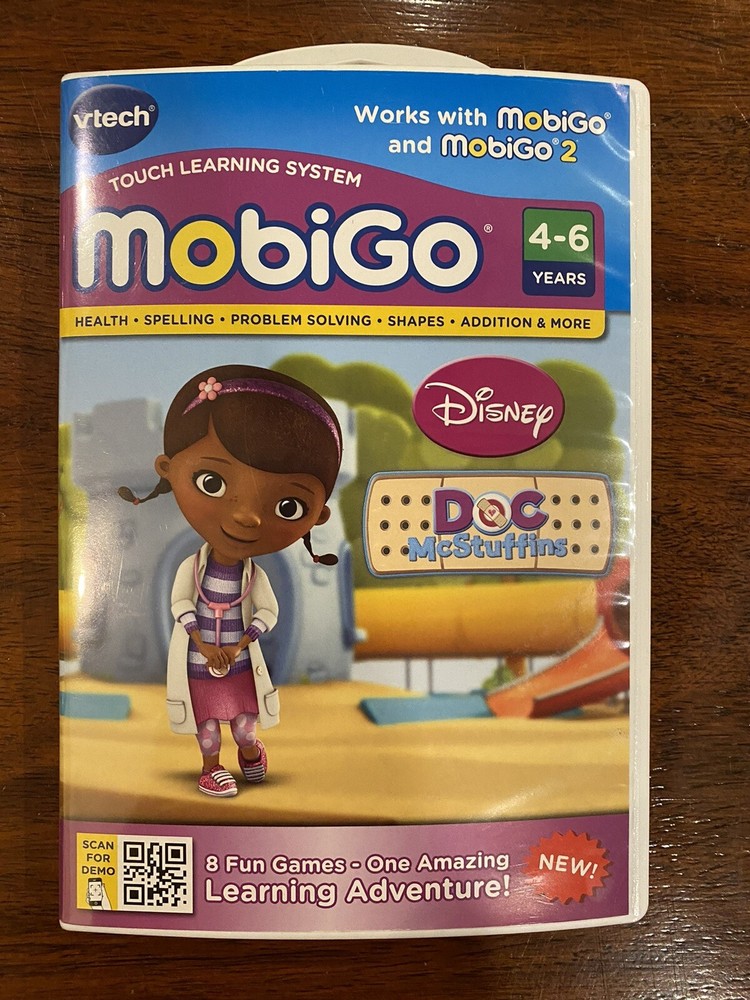 vtech®
Works with MobiGo®
and MobiGo®2
TOUCH LEARNING SYSTEM
MobiGo®
4-6
YEARS
HEALTH • SPELLING • PROBLEM SOLVING • SHAPES • ADDITION & MORE
Disney
Doc
McStuffins
SCAN
FOR
DEMO
8 Fun Games - One Amazing
Learning Adventure!
NEW!